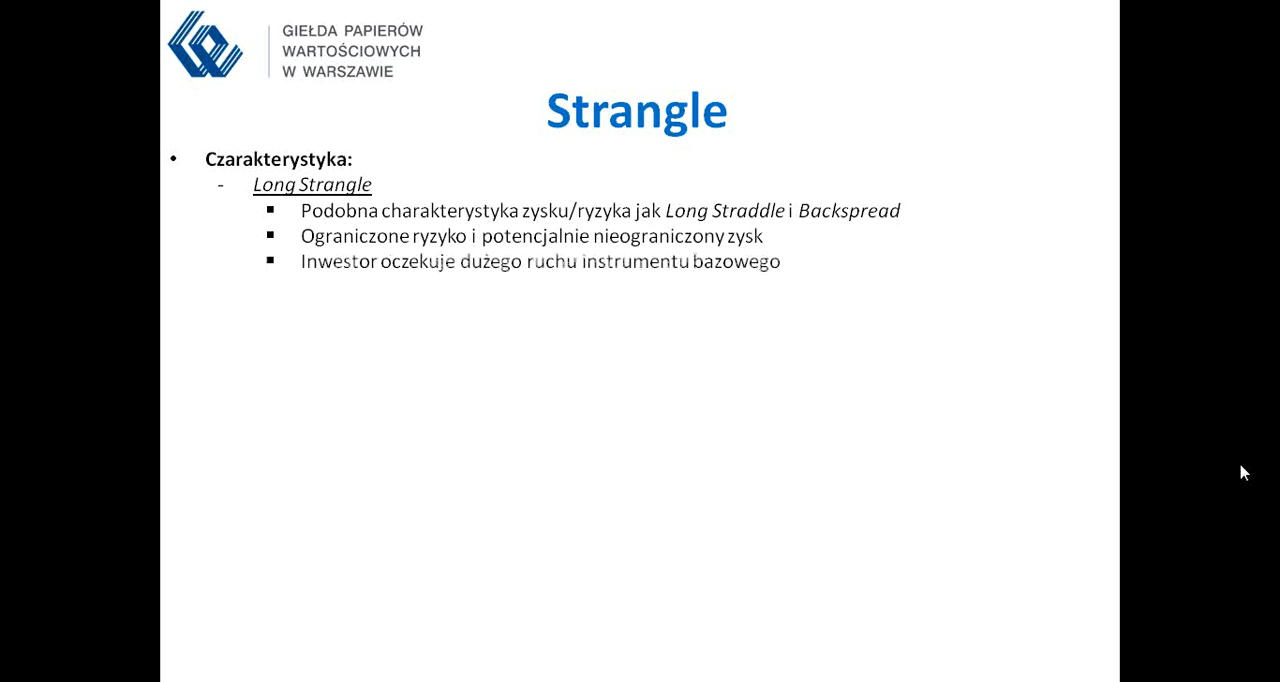 GIEŁDA PAPIERÓW
WARTOŚCIOWYCH
W WARSZAWIE
Strangle
• Czarakterystyka:
- Long Strangle
▪ Podobna charakterystyka zysku/ryzyka jak Long Straddle i Backspread
▪ Ograniczone ryzyko i potencjalnie nieograniczony zysk
▪ Inwestor oczekuje dużego ruchu instrumentu bazowego